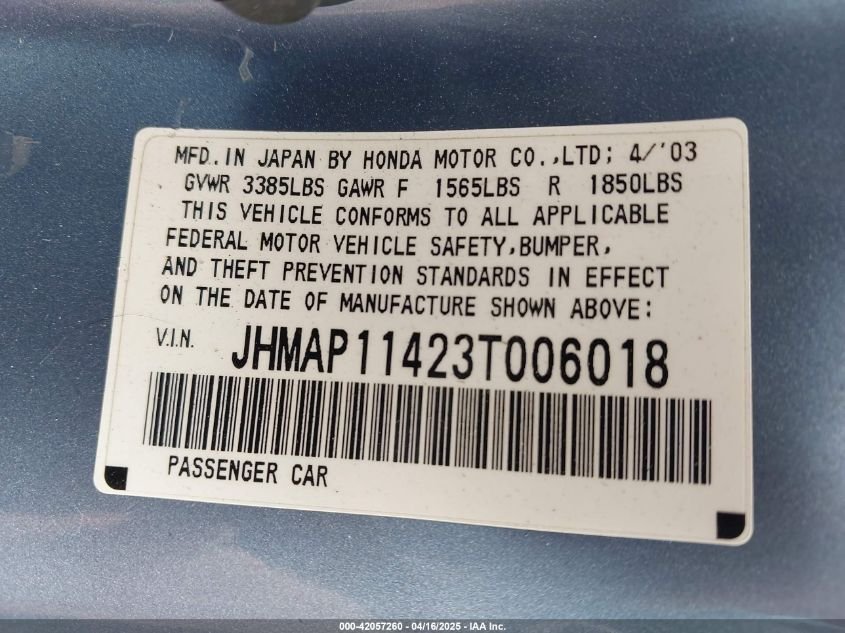 MFD. IN JAPAN BY HONDA MOTOR CO.,LTD; 4/'03
GVWR 3385LBS GAWR F 1565LBS R 1850LBS
THIS VEHICLE CONFORMS TO ALL APPLICABLE
FEDERAL MOTOR VEHICLE SAFETY,BUMPER,
AND THEFT PREVENTION STANDARDS IN EFFECT
ON THE DATE OF MANUFACTURE SHOWN ABOVE:
V.I.N. JHMAP11423T006018
PASSENGER CAR
000-42057260 - 04/16/2025 - IAA Inc.